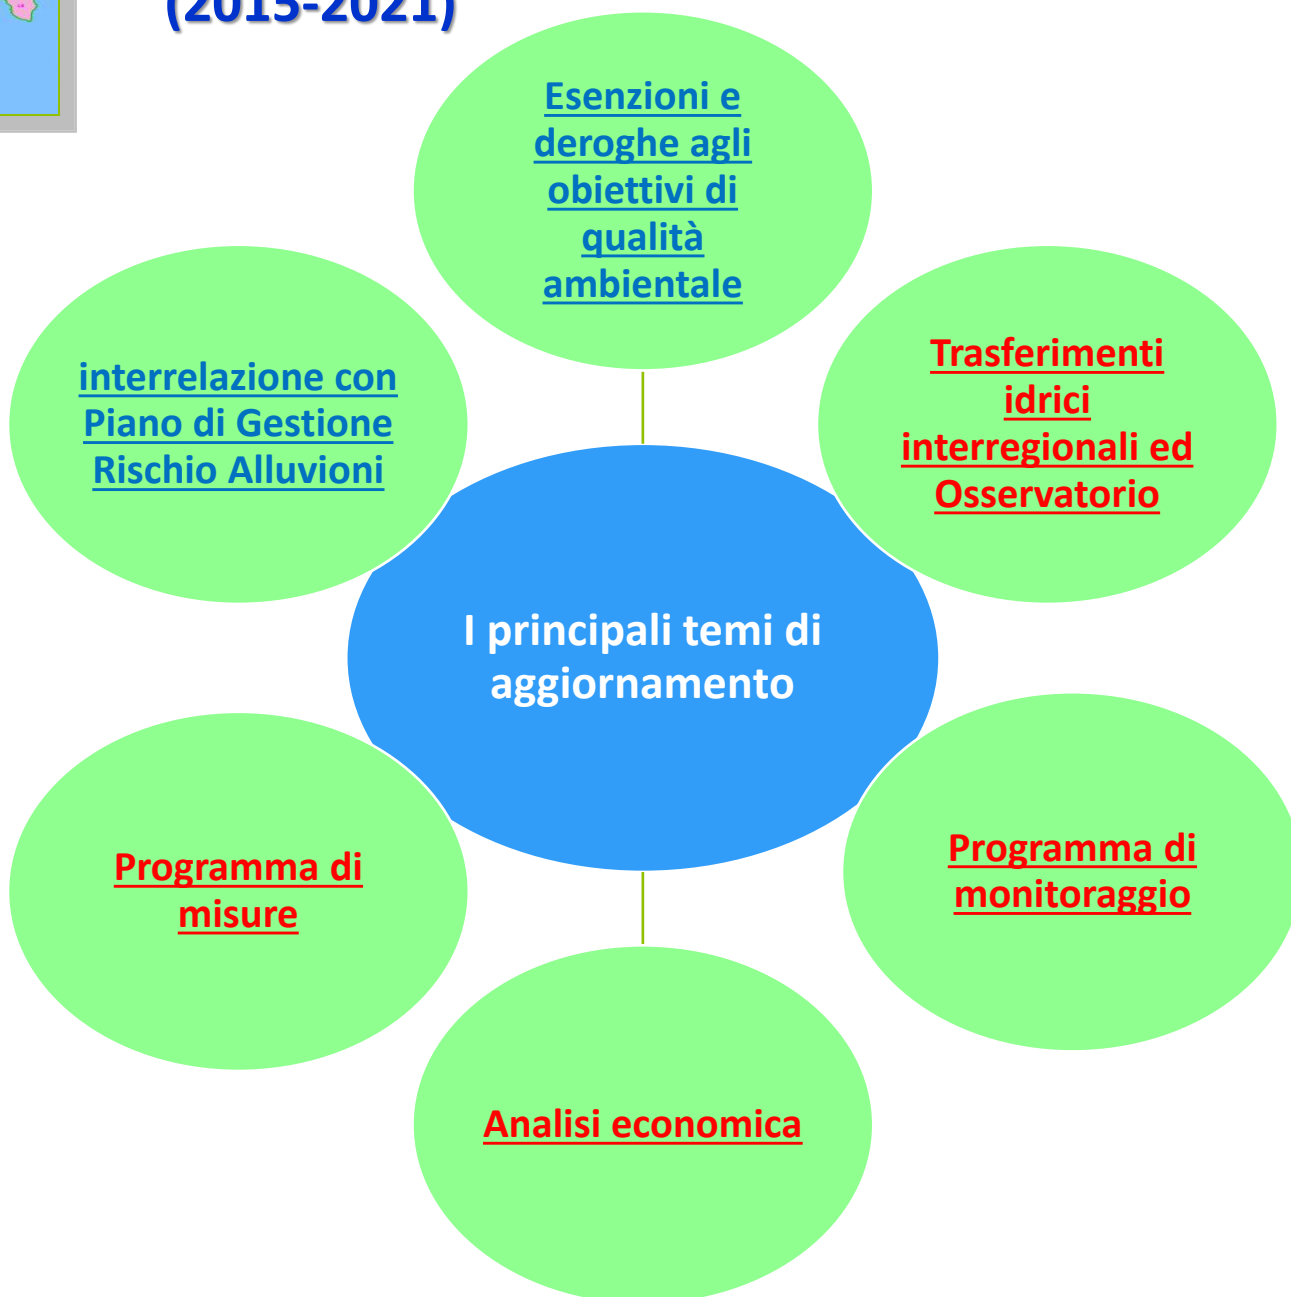 (2015-2021)
Esenzioni e
deroghe agli
obiettivi di
qualità
ambientale
Trasferimenti
idrici
interregionali ed
Osservatorio
interrelazione con
Piano di Gestione
Rischio Alluvioni
I principali temi di
aggiornamento
Programma di
monitoraggio
Programma di
misure
Analisi economica